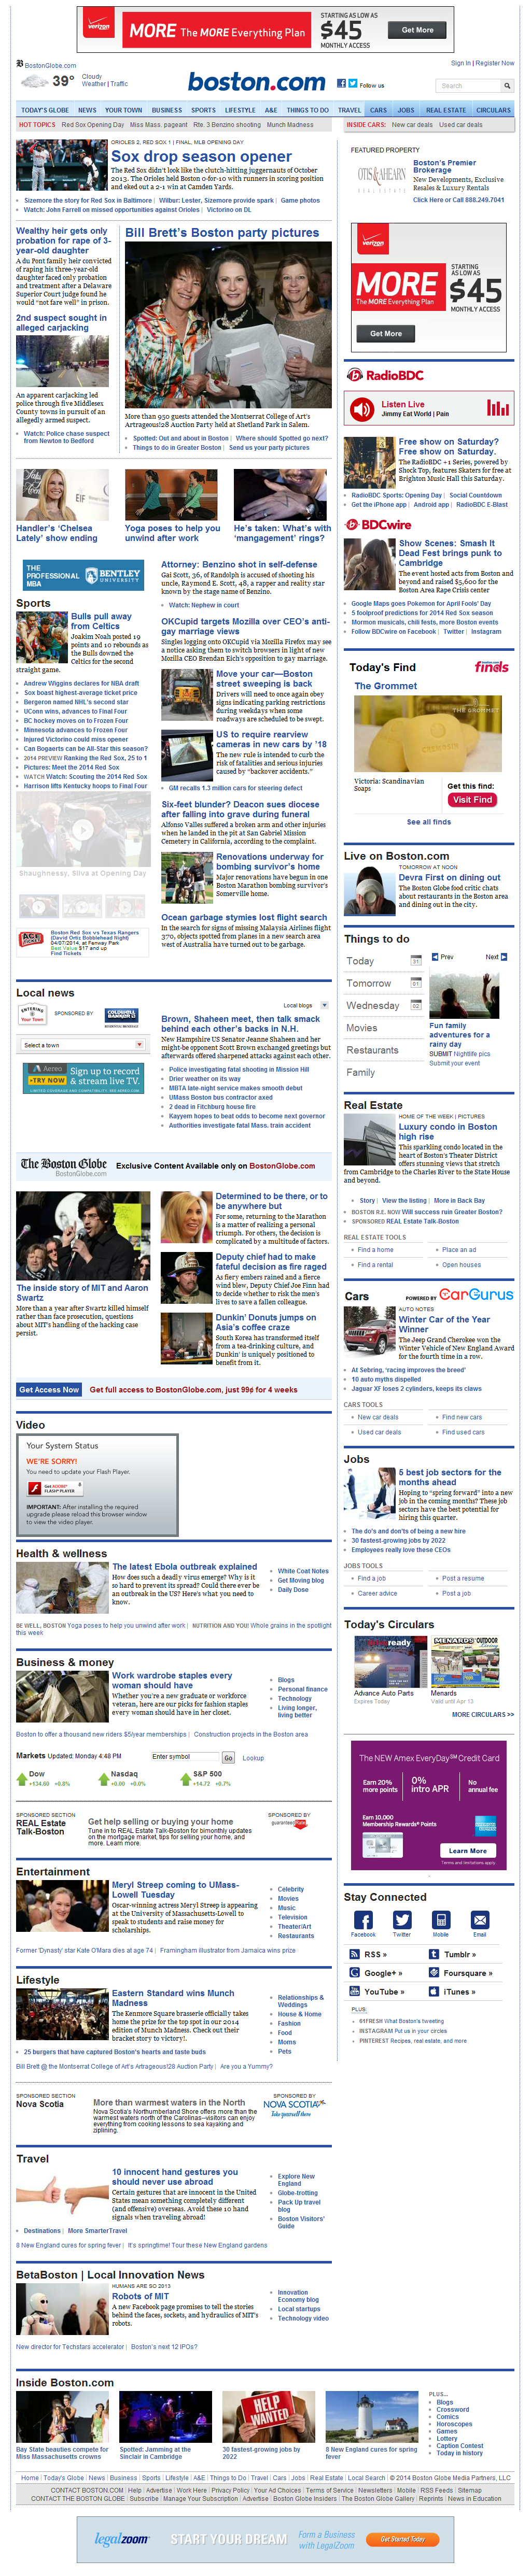 verizon
MORE THE MORE Everything Plan
STARTING AS LOW AS
$45
MONTHLY ACCESS
Get More
BostonGlobe.com
Sign In | Register Now
39°
Cloudy
Weather | Traffic
boston.com
Follow us
Search
TODAY'S GLOBE NEWS YOUR TOWN BUSINESS SPORTS LIFESTYLE A&E THINGS TO DO TRAVEL CARS JOBS REAL ESTATE CIRCULARS
HOT TOPICS Red Sox Opening Day Miss Mass. pageant Rte. 3 Benzino shooting Munch Madness
INSIDE CARS: New car deals Used car deals
ORIOLES 2, RED SOX 1 | FINAL, MLB OPENING DAY
Sox drop season opener
The Red Sox didn't look like the clutch-hitting juggernauts of October
2013. The Orioles held Boston 0-for-10 with runners in scoring position
and eked out a 2-1 win at Camden Yards.
Sizemore the story for Red Sox in Baltimore | Wilbur: Lester, Sizemore provide spark | Game photos
Watch: John Farrell on missed opportunities against Orioles | Victorino on DL
Wealthy heir gets only
probation for rape of 3-
year-old daughter
A du Pont family heir convicted
of raping his three-year-old
daughter faced only probation
and treatment after a Delaware
Superior Court judge found he
would "not fare well" in prison.
2nd suspect sought in
alleged carjacking
An apparent carjacking led
police through five Middlesex
County towns in pursuit of an
allegedly armed suspect.
Watch: Police chase suspect
from Newton to Bedford
Bill Brett's Boston party pictures
More than 950 guests attended the Montserrat College of Art's
Artrageous!28 Auction Party held at Shetland Park in Salem.
Spotted: Out and about in Boston | Where should Spotted go next?
Things to do in Greater Boston | Send us your party pictures
Handler's 'Chelsea
Lately' show ending
Yoga poses to help you
unwind after work
He's taken: What's with
'mangagement' rings?
THE
PROFESSIONAL
MBA
BENTLEY
UNIVERSITY
Sports
Bulls pull away
from Celtics
Joakim Noah posted 19
points and 10 rebounds
as the Bulls downed the
Celtics for the second
straight game.
Andrew Wiggins declares for NBA draft
Sox boast highest-average ticket price
Bergeron named NHL's second star
UConn wins, advances to Final Four
BC hockey moves on to Frozen Four
Minnesota advances to Frozen Four
Injured Victorino could miss opener
Can Bogaerts can be All-Star this season?
2014 PREVIEW Ranking the Red Sox, 25 to 1
Pictures: Meet the 2014 Red Sox
WATCH Watch: Scouting the 2014 Red Sox
Harrison lifts Kentucky hoops to Final Four
Shaughnessy, Silva at Opening Day
ACE TICKET
Boston Red Sox vs Texas Rangers
(David Ortiz Bobblehead Night)
04/07/2014, at Fenway Park
Best Value $17 and up
Find Tickets
Attorney: Benzino shot in self-defense
Gai Scott, 36, of Randolph is accused of shooting his
uncle, Raymond E. Scott, 48, a rapper and reality star
known by the stage name of Benzino.
Watch: Nephew in court
OKCupid targets Mozilla over CEO's anti-
gay marriage views
Singles logging onto OKCupid via Mozilla Firefox may see
a notice asking them to switch browsers in light of new
Mozilla CEO Brendan Eich's opposition to gay marriage.
Move your car—Boston
street sweeping is back
Drivers will need to once again obey
signs indicating parking restrictions
during weekdays when some
roadways are scheduled to be swept.
US to require rearview
cameras in new cars by '18
The new rule is intended to curb the
risk of fatalities and serious injuries
caused by "backover accidents."
GM recalls 1.3 million cars for steering defect
Six-feet blunder? Deacon sues diocese
after falling into grave during funeral
Alfonso Valles suffered a broken arm and other injuries
when he landed in the pit at San Gabriel Mission
Cemetery in California, according to the complaint.
Renovations underway for
bombing survivor's home
Major renovations have begun in one
Boston Marathon bombing survivor's
Somerville home.
Ocean garbage stymies lost flight search
In the search for signs of missing Malaysia Airlines flight
370, objects spotted from planes in a new search area
west of Australia have turned out to be garbage.
Local news
ENTERING
Your Town
SPONSORED BY
COLDWELL BANKER
RESIDENTIAL BROKERAGE
Select a town
Aereo
TRY NOW
Sign up to record
& stream live TV.
Local blogs
Brown, Shaheen meet, then talk smack
behind each other's backs in N.H.
New Hampshire US Senator Jeanne Shaheen and her
might-be opponent Scott Brown exchanged greetings but
afterwards offered sharpened attacks against each other.
Police investigating fatal shooting in Mission Hill
Drier weather on its way
MBTA late-night service makes smooth debut
UMass Boston bus contractor axed
2 dead in Fitchburg house fire
Kayyem hopes to beat odds to become next governor
Authorities investigate fatal Mass. train accident
The Boston Globe
BostonGlobe.com
Exclusive Content Available only on BostonGlobe.com
The inside story of MIT and Aaron
Swartz
More than a year after Swartz killed himself
rather than face prosecution, questions
about MIT's handling of the hacking case
persist.
Determined to be there, or to
be anywhere but
For some, returning to the Marathon
is a matter of realizing a personal
triumph. For others, the decision is
complicated by a multitude of factors.
Deputy chief had to make
fateful decision as fire raged
As fiery embers rained and a fierce
wind blew, Deputy Chief Joe Finn had
to decide whether to risk the men's
lives to save a fallen colleague.
Dunkin' Donuts jumps on
Asia's coffee craze
South Korea has transformed itself
from a tea-drinking culture, and
Dunkin' is uniquely positioned to
benefit from it.
Get Access Now
Get full access to BostonGlobe.com, just 99¢ for 4 weeks
Video
Your System Status
WE'RE SORRY!
You need to update your Flash Player.
Get ADOBE FLASH PLAYER
IMPORTANT: After installing the required
upgrade please reload this browser window
to view the video player.
Health & wellness
The latest Ebola outbreak explained
How does such a deadly virus emerge? Why is it
so hard to prevent its spread? Could there ever be
an outbreak in the US? Here's what you need to
know.
White Coat Notes
Get Moving blog
Daily Dose
BE WELL, BOSTON Yoga poses to help you unwind after work | NUTRITION AND YOU! Whole grains in the spotlight
this week
Business & money
Work wardrobe staples every
woman should have
Whether you're a new graduate or workforce
veteran, here are our picks for fashion staples
every woman should have in her closet.
Blogs
Personal finance
Technology
Living longer,
living better
Boston to offer a thousand new riders $5/year memberships | Construction projects in the Boston area
Markets Updated: Monday 4:48 PM
Enter symbol
Go
Lookup
Dow
+134.60 +0.8%
Nasdaq
+0.00 +0.0%
S&P 500
+14.72 +0.7%
SPONSORED SECTION
REAL Estate
Talk-Boston
Get help selling or buying your home
Tune in to REAL Estate Talk-Boston for bimonthly updates
on the mortgage market, tips for selling your home, and
more. Learn more.
SPONSORED BY
guaranteed Rate
Entertainment
Meryl Streep coming to UMass-
Lowell Tuesday
Oscar-winning actress Meryl Streep is appearing
at the University of Massachusetts-Lowell to
speak to students and raise money for
scholarships.
Celebrity
Movies
Music
Television
Theater/Art
Restaurants
Former 'Dynasty' star Kate O'Mara dies at age 74 | Framingham illustrator from Jamaica wins prize
Lifestyle
Eastern Standard wins Munch
Madness
The Kenmore Square brasserie officially takes
home the prize for the top spot in our 2014
edition of Munch Madness. Check out their
bracket story to victory!.
25 burgers that have captured Boston's hearts and taste buds
Relationships &
Weddings
House & Home
Fashion
Food
Moms
Pets
Bill Brett @ the Montserrat College of Art's Artrageous!28 Auction Party | Are you a Yummy?
SPONSORED SECTION
Nova Scotia
More than warmest waters in the North
Nova Scotia's Northumberland Shore offers more than the
warmest waters north of the Carolinas--visitors can enjoy
everything from cooking lessons to sea kayaking and
ziplining.
SPONSORED BY
NOVA SCOTIA
Take yourself there
Travel
10 innocent hand gestures you
should never use abroad
Certain gestures that are innocent in the United
States mean something completely different
(and offensive) overseas. Avoid these 10 hand
signals when traveling abroad!
Destinations | More SmarterTravel
Explore New
England
Globe-trotting
Pack Up travel
blog
Boston Visitors'
Guide
8 New England cures for spring fever | It's springtime! Tour these New England gardens
BetaBoston | Local Innovation News
HUMANS ARE SO 2013
Robots of MIT
A new Facebook page promises to tell the stories
behind the faces, sockets, and hydraulics of MIT's
robots.
Innovation
Economy blog
Local startups
Technology video
New director for Techstars accelerator | Boston's next 12 IPOs?
FEATURED PROPERTY
OTIS & AHEARN
REAL ESTATE
Boston's Premier
Brokerage
New Developments, Exclusive
Resales & Luxury Rentals
Click Here or Call 888.249.7041
verizon
MORE
THE MORE Everything Plan
STARTING
AS LOW AS
$45
MONTHLY ACCESS
Get More
RadioBDC
Listen Live
Jimmy Eat World | Pain
Free show on Saturday?
Free show on Saturday.
The RadioBDC +1 Series, powered by
Shock Top, features Skaters for free at
Brighton Music Hall this Saturday.
RadioBDC Sports: Opening Day | Social Countdown
Get the iPhone app | Android app | RadioBDC E-Blast
BDCwire
Show Scenes: Smash It
Dead Fest brings punk to
Cambridge
The event hosted acts from Boston and
beyond and raised $5,600 for the
Boston Area Rape Crisis center
Google Maps goes Pokemon for April Fools' Day
5 foolproof predictions for 2014 Red Sox season
Mormon musicals, chili fests, more Boston events
Follow BDCwire on Facebook | Twitter | Instagram
Today's Find
finds
The Grommet
THE GROMMET
Victoria: Scandinavian
Soaps
Get this find:
Visit Find
See all finds
Live on Boston.com
TOMORROW AT NOON
Devra First on dining out
The Boston Globe food critic chats
about restaurants in the Boston area
and dining out in the city.
Things to do
Today 31
Tomorrow 01
Wednesday 02
Movies
Restaurants
Family
Prev Next
Fun family
adventures for a
rainy day
SUBMIT Nightlife pics
Submit your event
Real Estate
HOME OF THE WEEK | PICTURES
Luxury condo in Boston
high rise
This sparkling condo located in the
heart of Boston's Theater District
offers stunning views that stretch
from Cambridge to the Charles River to the State House
and beyond.
Story | View the listing | More in Back Bay
BOSTON R.E. NOW Will success ruin Greater Boston?
SPONSORED REAL Estate Talk-Boston
REAL ESTATE TOOLS
Find a home
Place an ad
Find a rental
Open houses
Cars
POWERED BY CarGurus
AUTO NOTES
Winter Car of the Year
Winner
The Jeep Grand Cherokee won the
Winter Vehicle of New England Award
for the fourth time in a row.
At Sebring, 'racing improves the breed'
10 auto myths dispelled
Jaguar XF loses 2 cylinders, keeps its claws
CARS TOOLS
New car deals
Find new cars
Used car deals
Find used cars
Jobs
5 best job sectors for the
months ahead
Hoping to "spring forward" into a new
job in the coming months? These job
sectors have the best potential for
hiring this quarter.
The do's and don'ts of being a new hire
30 fastest-growing jobs by 2022
Employees really love these CEOs
JOBS TOOLS
Find a job
Post a resume
Career advice
Post a job
Today's Circulars
Advance Auto Parts
Expires Today
MENARDS
Menards
Valid until Apr 13
MORE CIRCULARS >>
The NEW Amex EveryDay℠ Credit Card
Earn 20%
more points
0%
intro APR
No
annual fee
Earn 10,000
Membership Rewards® Points
Learn More
Terms and limitations apply.
Stay Connected
Facebook Twitter Mobile Email
RSS » Tumblr »
Google+ » Foursquare »
YouTube » iTunes »
PLUS:
61FRESH What Boston's tweeting
INSTAGRAM Put us in your circles
PINTEREST Recipes, real estate, and more
Inside Boston.com
Bay State beauties compete for
Miss Massachusetts crowns
Spotted: Jamming at the
Sinclair in Cambridge
HELP WANTED
30 fastest-growing jobs by
2022
8 New England cures for spring
fever
PLUS...
Blogs
Crossword
Comics
Horoscopes
Games
Lottery
Caption Contest
Today in history
Home | Today's Globe | News | Business | Sports | Lifestyle | A&E | Things to Do | Travel | Cars | Jobs | Real Estate | Local Search | © 2014 Boston Globe Media Partners, LLC
CONTACT BOSTON.COM | Help | Advertise | Work Here | Privacy Policy | Your Ad Choices | Terms of Service | Newsletters | Mobile | RSS Feeds | Sitemap
CONTACT THE BOSTON GLOBE | Subscribe | Manage Your Subscription | Advertise | Boston Globe Insiders | The Boston Globe Gallery | Reprints | News in Education
legalzoom
START YOUR DREAM
Form a Business
with LegalZoom
Get Started Today